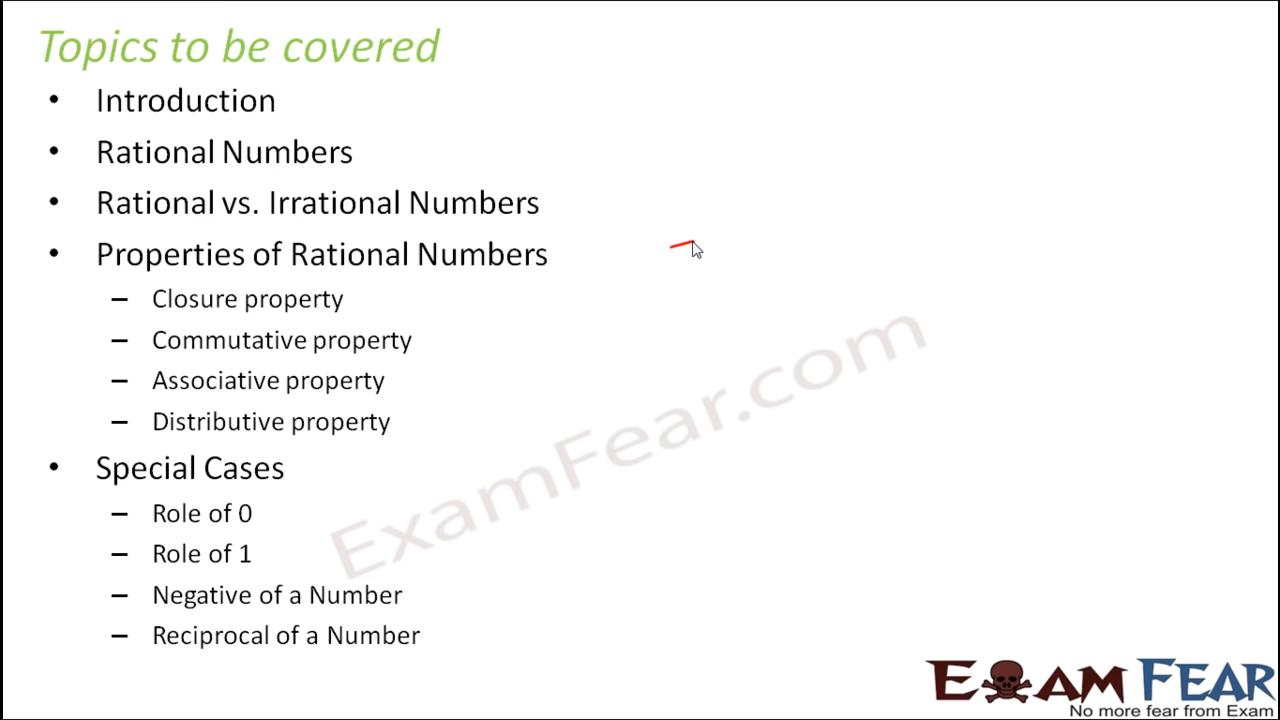 Topics to be covered
• Introduction
• Rational Numbers
• Rational vs. Irrational Numbers
• Properties of Rational Numbers
– Closure property
– Commutative property
– Associative property
– Distributive property
• Special Cases
– Role of 0
– Role of 1
– Negative of a Number
– Reciprocal of a Number
ExamFear.com
EXAM FEAR
No more fear from Exam